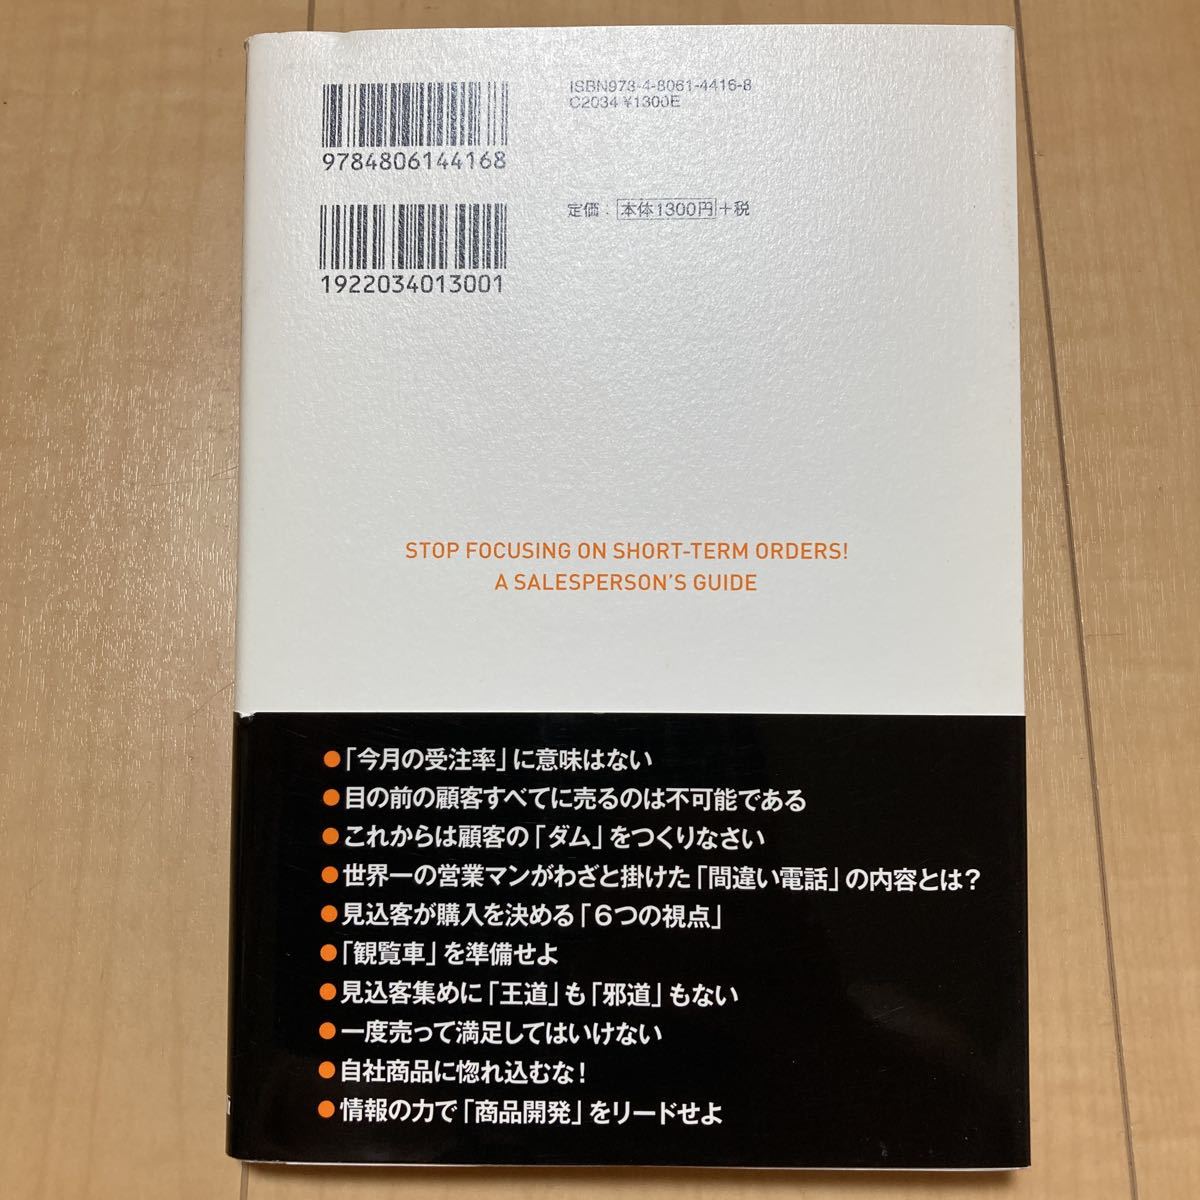 ISBN978-4-8061-4416-8
C2034 ¥1300E
9784806144168
定価：本体1300円+税
1922034013001
STOP FOCUSING ON SHORT-TERM ORDERS!
A SALESPERSON'S GUIDE
●「今月の受注率」に意味はない
●目の前の顧客すべてに売るのは不可能である
●これからは顧客の「ダム」をつくりなさい
●世界一の営業マンがわざと掛けた「間違い電話」の内容とは？
●見込客が購入を決める「６つの視点」
●「観覧車」を準備せよ
●見込客集めに「王道」も「邪道」もない
●一度売って満足してはいけない
●自社商品に惚れ込むな！
●情報の力で「商品開発」をリードせよ